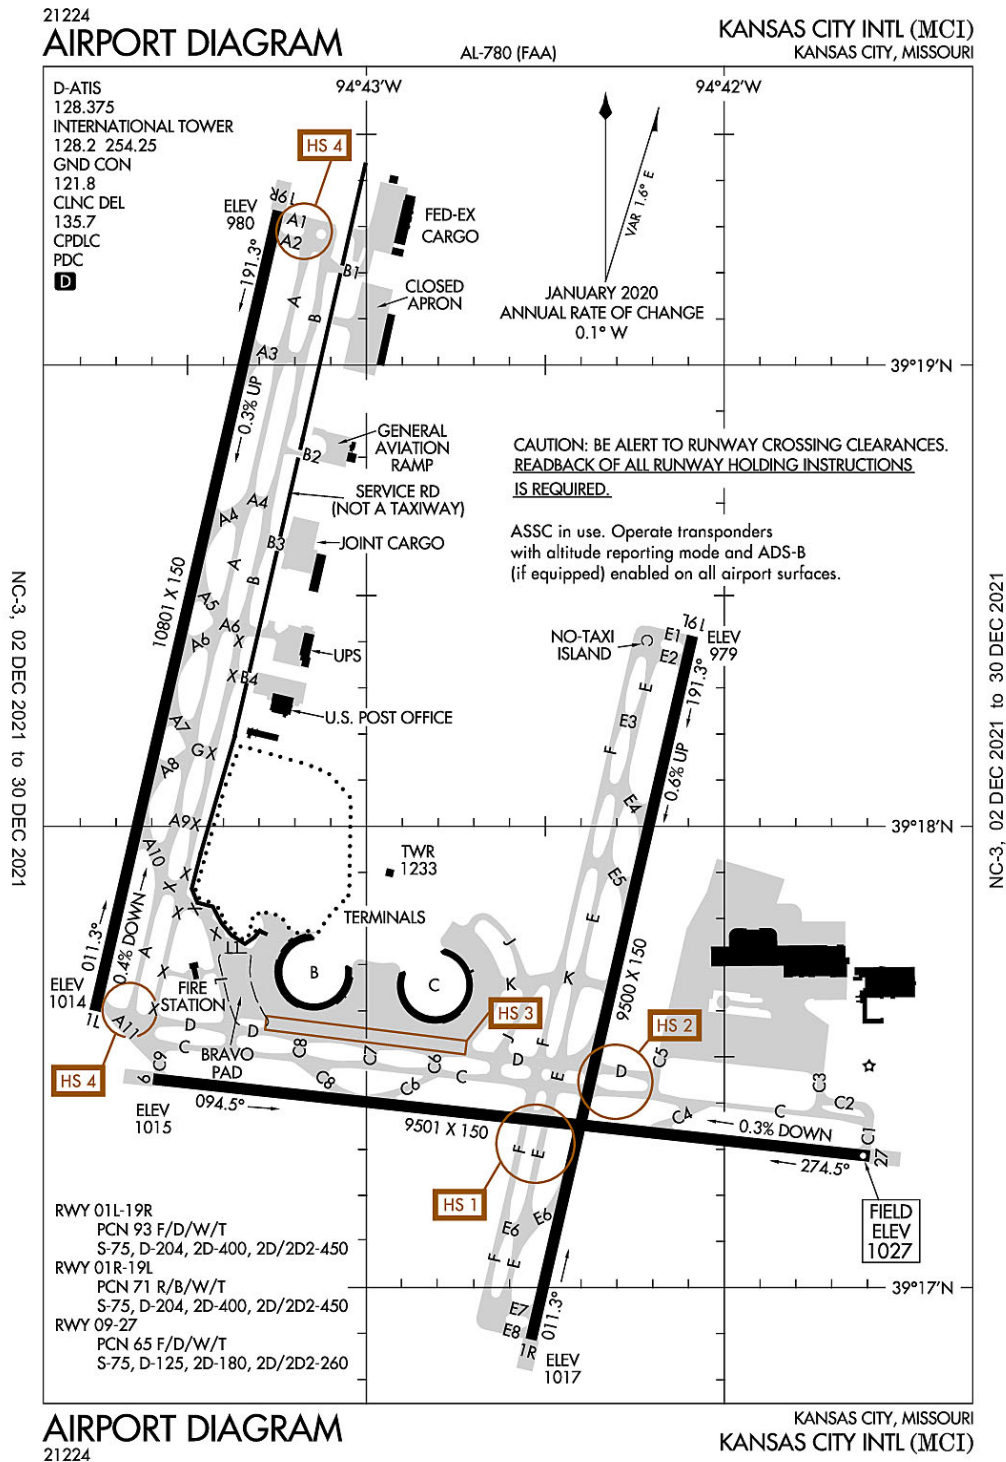 21224
AIRPORT DIAGRAM
AL-780 (FAA)
KANSAS CITY INTL (MCI)
KANSAS CITY, MISSOURI
D-ATIS
128.375
INTERNATIONAL TOWER
128.2 254.25
GND CON
121.8
CLNC DEL
135.7
CPDLC
PDC
D
94°43'W
94°42'W
HS 4
19R
ELEV
980
A1
A2
191.3°
FED-EX
CARGO
B1
CLOSED
APRON
A
B
A3
VAR 1.6° E
JANUARY 2020
ANNUAL RATE OF CHANGE
0.1° W
39°19'N
0.3% UP
GENERAL
AVIATION
RAMP
B2
SERVICE RD
(NOT A TAXIWAY)
A4
A4
B3
JOINT CARGO
A
B
10801 X 150
A5
A6
A6
X
UPS
X
B4
U.S. POST OFFICE
A7
G
X
A8
A9
X
A10
X
X
X
X
X
CAUTION: BE ALERT TO RUNWAY CROSSING CLEARANCES.
READBACK OF ALL RUNWAY HOLDING INSTRUCTIONS
IS REQUIRED.
ASSC in use. Operate transponders
with altitude reporting mode and ADS-B
(if equipped) enabled on all airport surfaces.
NO-TAXI
ISLAND
C
E1
E2
19L
ELEV
979
191.3°
E
E3
F
0.6% UP
E4
39°18'N
E5
E
TWR
1233
TERMINALS
B
C
J
K
K
9500 X 150
011.3°
0.4% DOWN
A
X
X
L1
L
FIRE
STATION
ELEV
1014
1L
A11
D
D
C
BRAVO
PAD
C9
C8
C8
C7
C6
C6
C
HS 3
J
D
F
E
HS 2
D
C5
C3
C2
C
C4
C1
HS 4
9
ELEV
1015
094.5°
9501 X 150
0.3% DOWN
274.5°
27
FIELD
ELEV
1027
HS 1
F
E
E6
E6
F
E
E7
E8
1R
011.3°
ELEV
1017
39°17'N
RWY 01L-19R
PCN 93 F/D/W/T
S-75, D-204, 2D-400, 2D/2D2-450
RWY 01R-19L
PCN 71 R/B/W/T
S-75, D-204, 2D-400, 2D/2D2-450
RWY 09-27
PCN 65 F/D/W/T
S-75, D-125, 2D-180, 2D/2D2-260
NC-3, 02 DEC 2021 to 30 DEC 2021
NC-3, 02 DEC 2021 to 30 DEC 2021
AIRPORT DIAGRAM
21224
KANSAS CITY, MISSOURI
KANSAS CITY INTL (MCI)